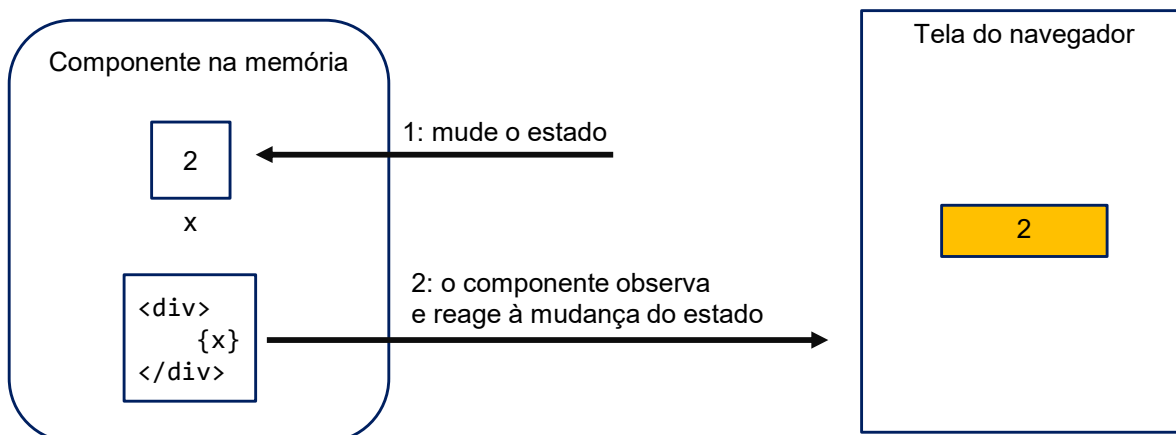 Componente na memória
Tela do navegador
1: mude o estado
2
x
2
2: o componente observa
e reage à mudança do estado
<div>
{x}
</div>